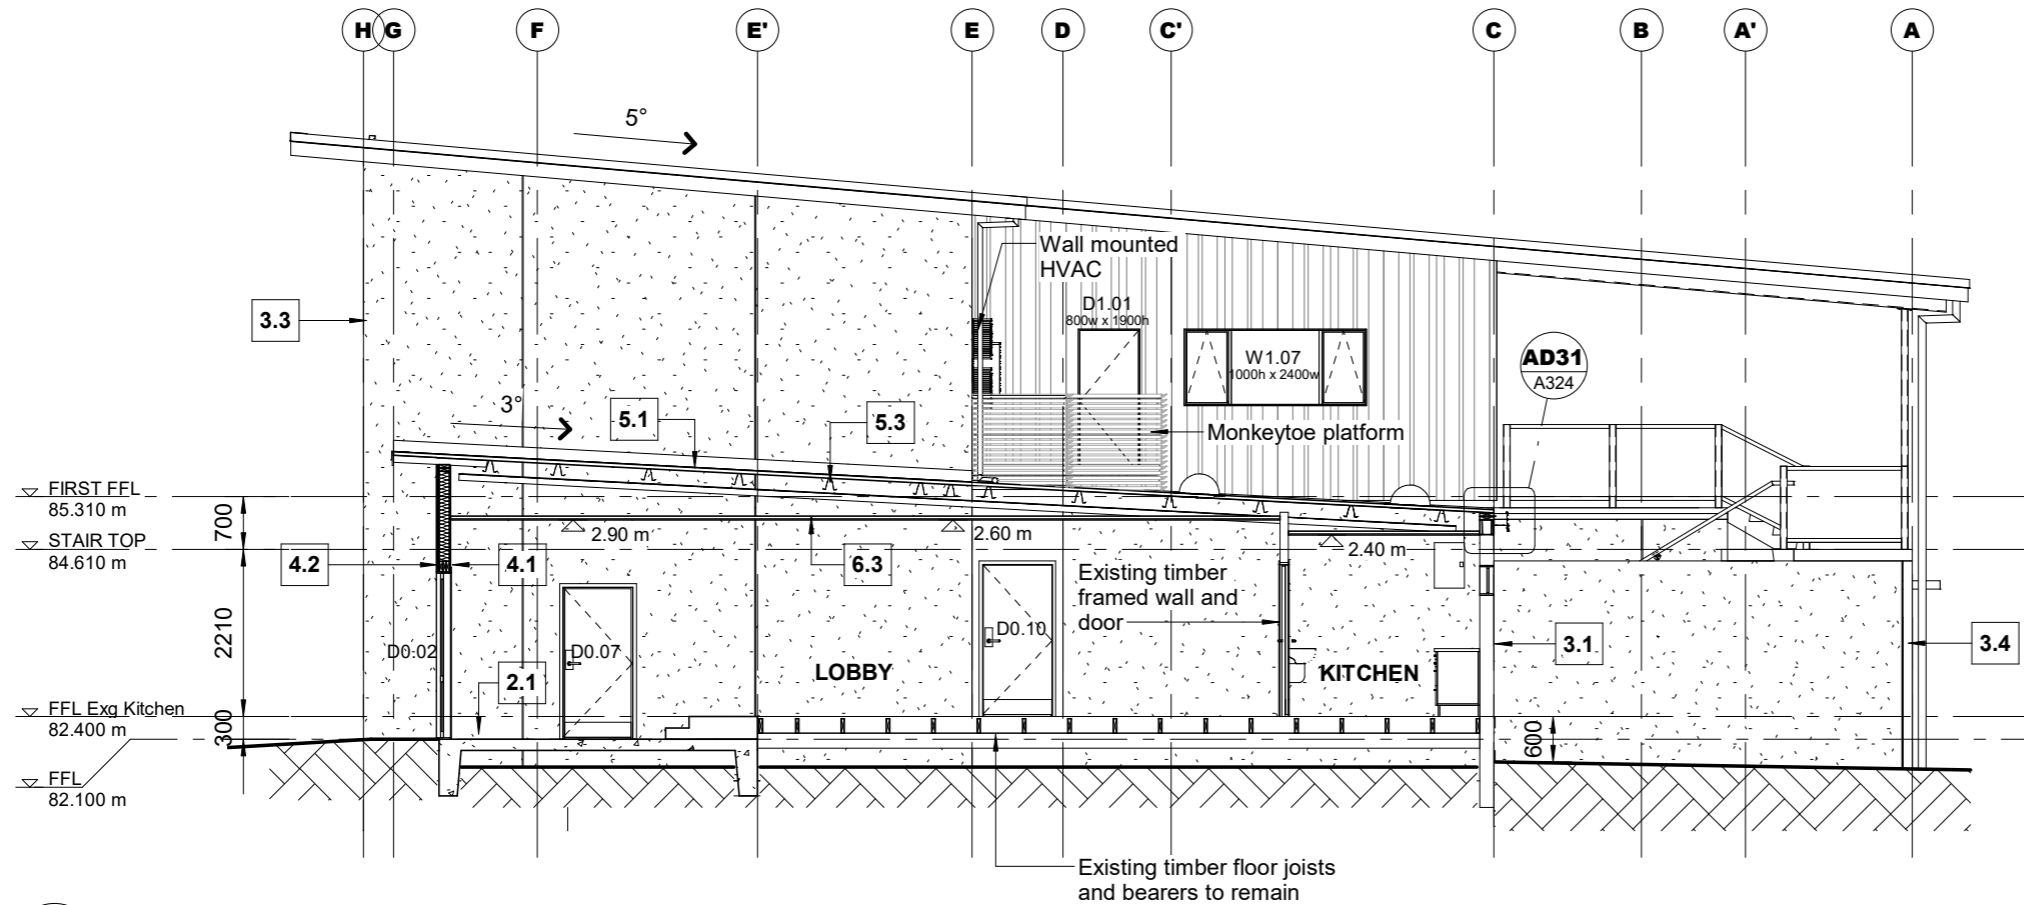 H G F E' E D C' C B A' A
5°
Wall mounted
HVAC
3.3
D1.01
800w x 1900h
W1.07
1000h x 2400w
AD31
A324
3°
5.1
5.3
Monkeytoe platform
FIRST FFL
85.310 m
700
2.90 m
2.60 m
2.40 m
STAIR TOP
84.610 m
4.2
4.1
6.3
Existing timber
framed wall and
door
2210
D0.02
D0.07
D0.10
3.1
3.4
2.1
LOBBY
KITCHEN
FFL Exg Kitchen
82.400 m
300
600
FFL
82.100 m
Existing timber floor joists
and bearers to remain